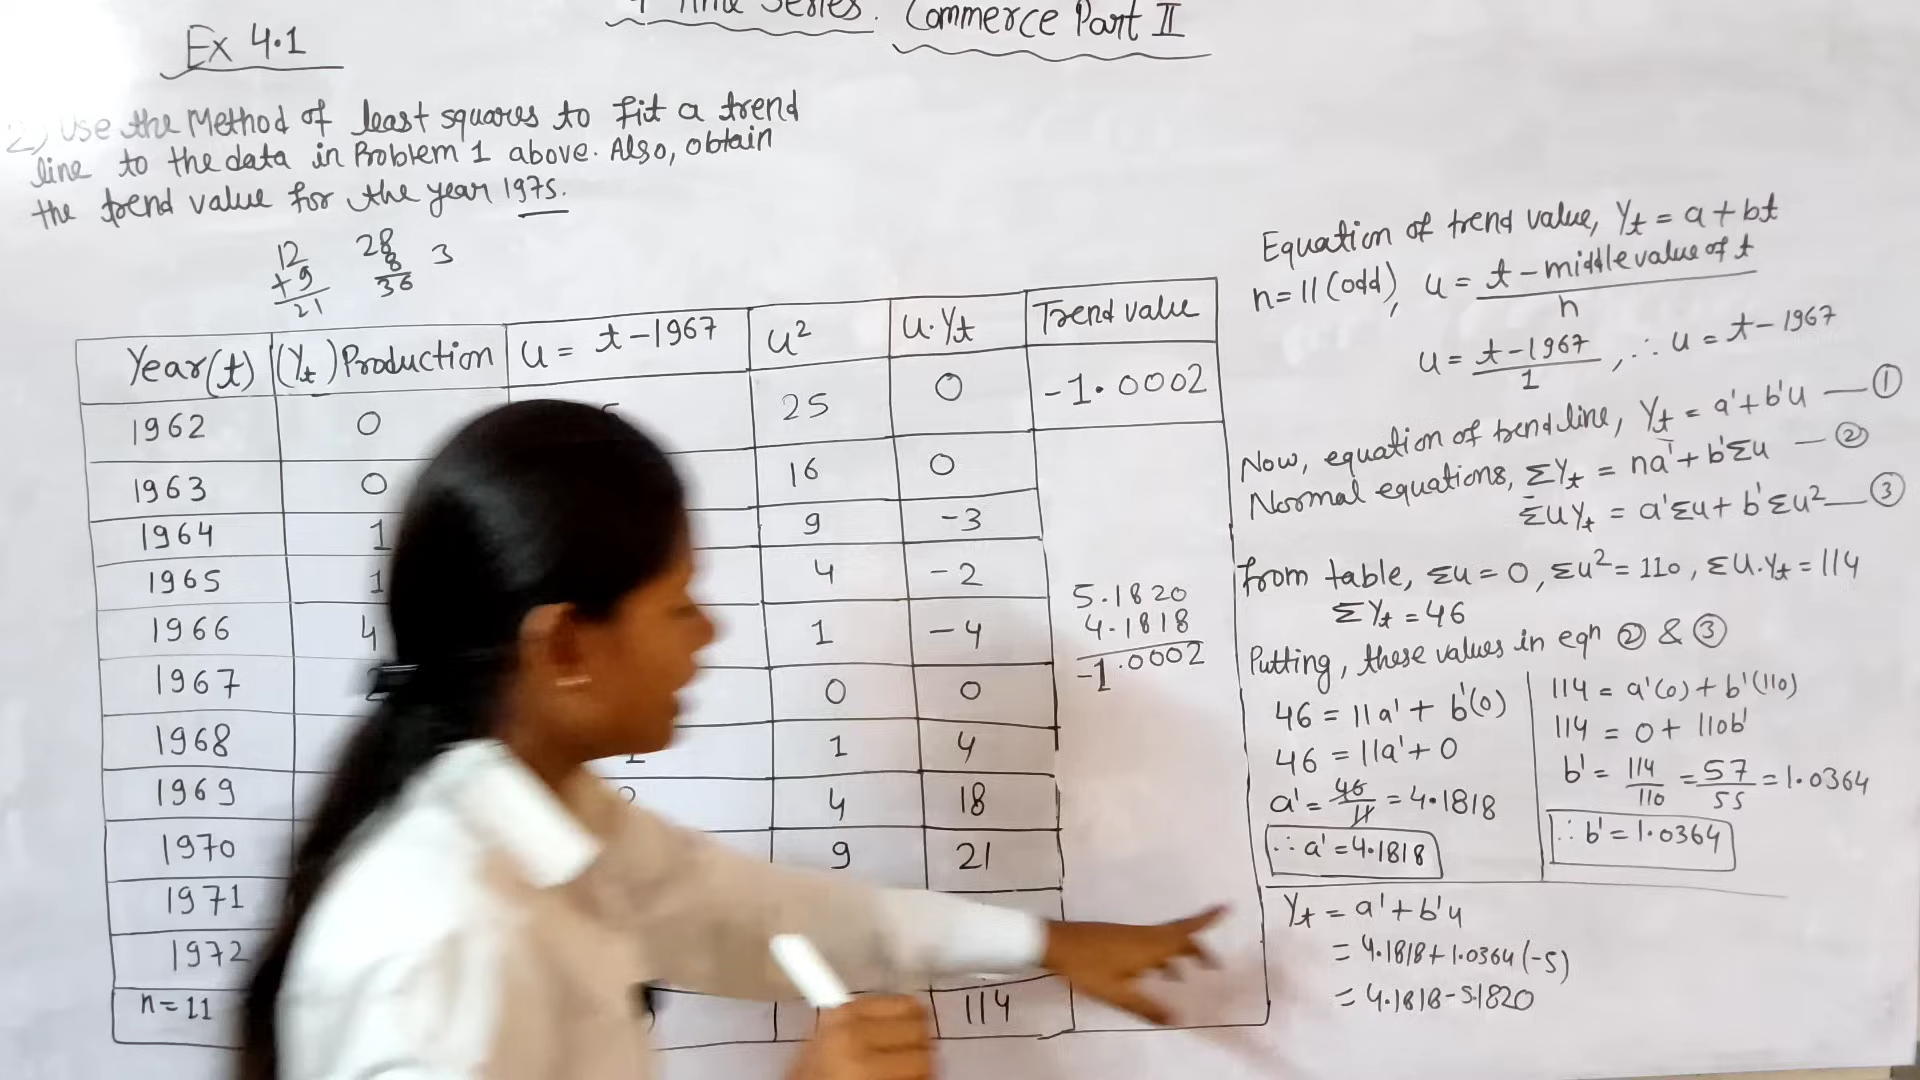 Time Series. Commerce Part II
Ex 4.1
2) Use the Method of least squares to Fit a trend
line to the data in Problem 1 above. Also, obtain
the trend value for the year 1975.
12
+9
21
28
8
36
3
Year(t) (Yt) Production u = t-1967 u² u.Yt Trend value
1962 0 25 0 -1.0002
1963 0 16 0
1964 1 9 -3
1965 1 4 -2
1966 4 1 -4
1967 0 0
1968 1 4
1969 4 18
1970 9 21
1971
1972
n=11 114
5.1820
4.1818
-1.0002
Equation of trend value, Yt = a+bt
n=11(odd), u = t-middle value of t
n
u = t-1967 / 1, ∴ u = t-1967
Now, equation of trend line, Yt = a'+b'u — ①
Normal equations, ΣYt = na'+b'Σu — ②
ΣuYt = a'Σu+b'Σu² — ③
from table, Σu=0, Σu²=110, Σu.Yt=114
ΣYt=46
Putting, these values in eqn ② & ③
46 = 11a'+b'(0)
46 = 11a'+0
a' = 46/11 = 4.1818
∴ a' = 4.1818
114 = a'(0)+b'(110)
114 = 0+110b'
b' = 114/110 = 57/55 = 1.0364
∴ b' = 1.0364
Yt = a'+b'u
= 4.1818+1.0364(-5)
= 4.1818-5.1820